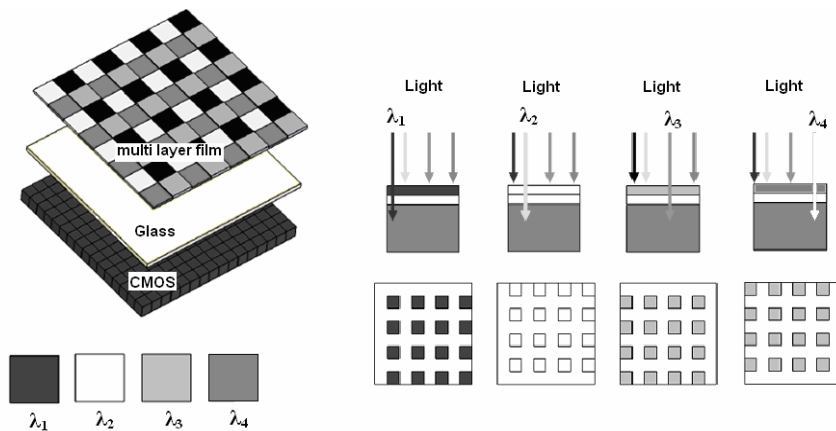 multi layer film
Glass
CMOS
λ1 λ2 λ3 λ4
Light Light Light Light
λ1 λ2 λ3 λ4